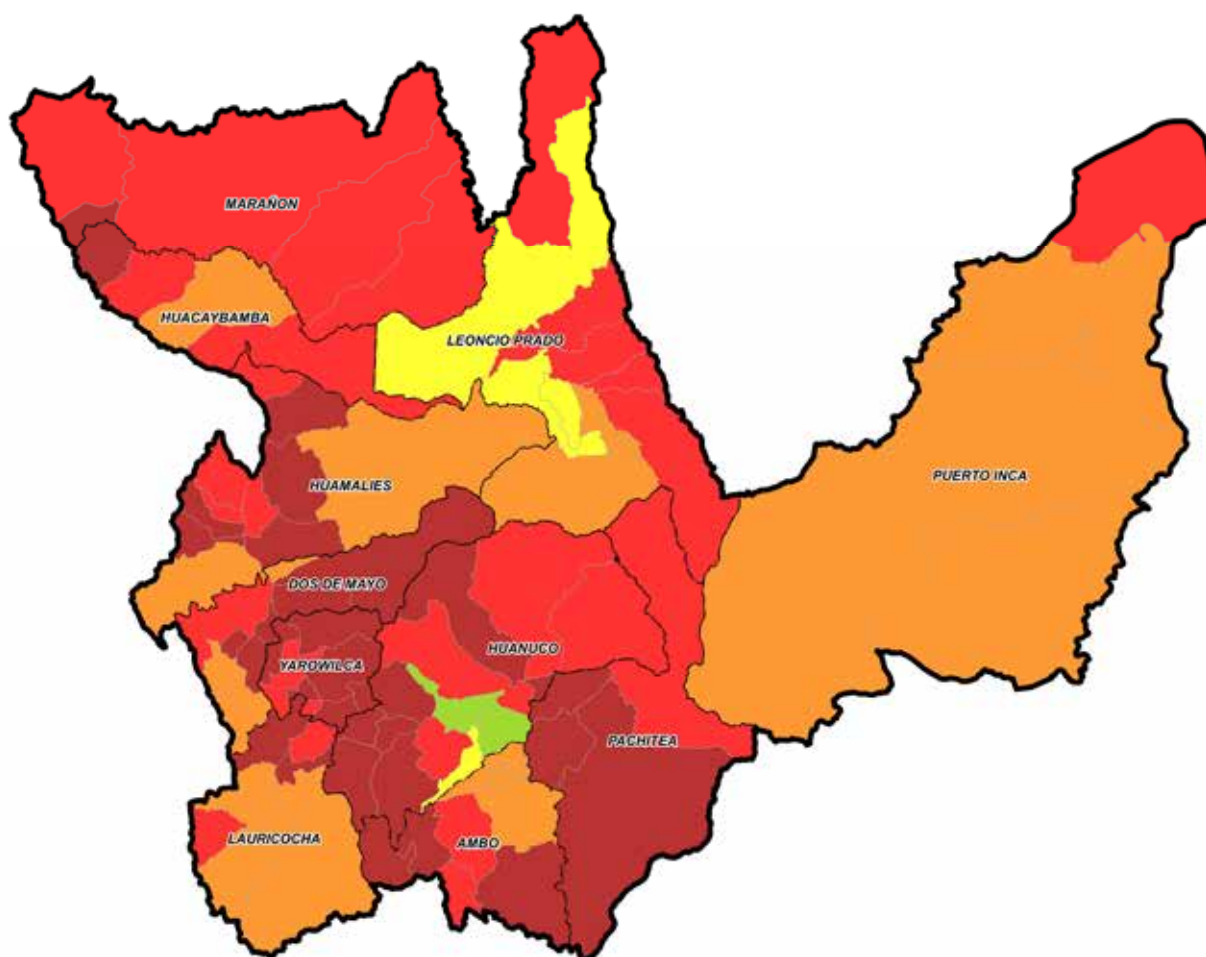 MARAÑON
HUACAYBAMBA
LEONCIO PRADO
PUERTO INCA
HUAMALIES
DOS DE MAYO
HUANUCO
YAROWILCA
PACHITEA
LAURICOCHA
AMBO